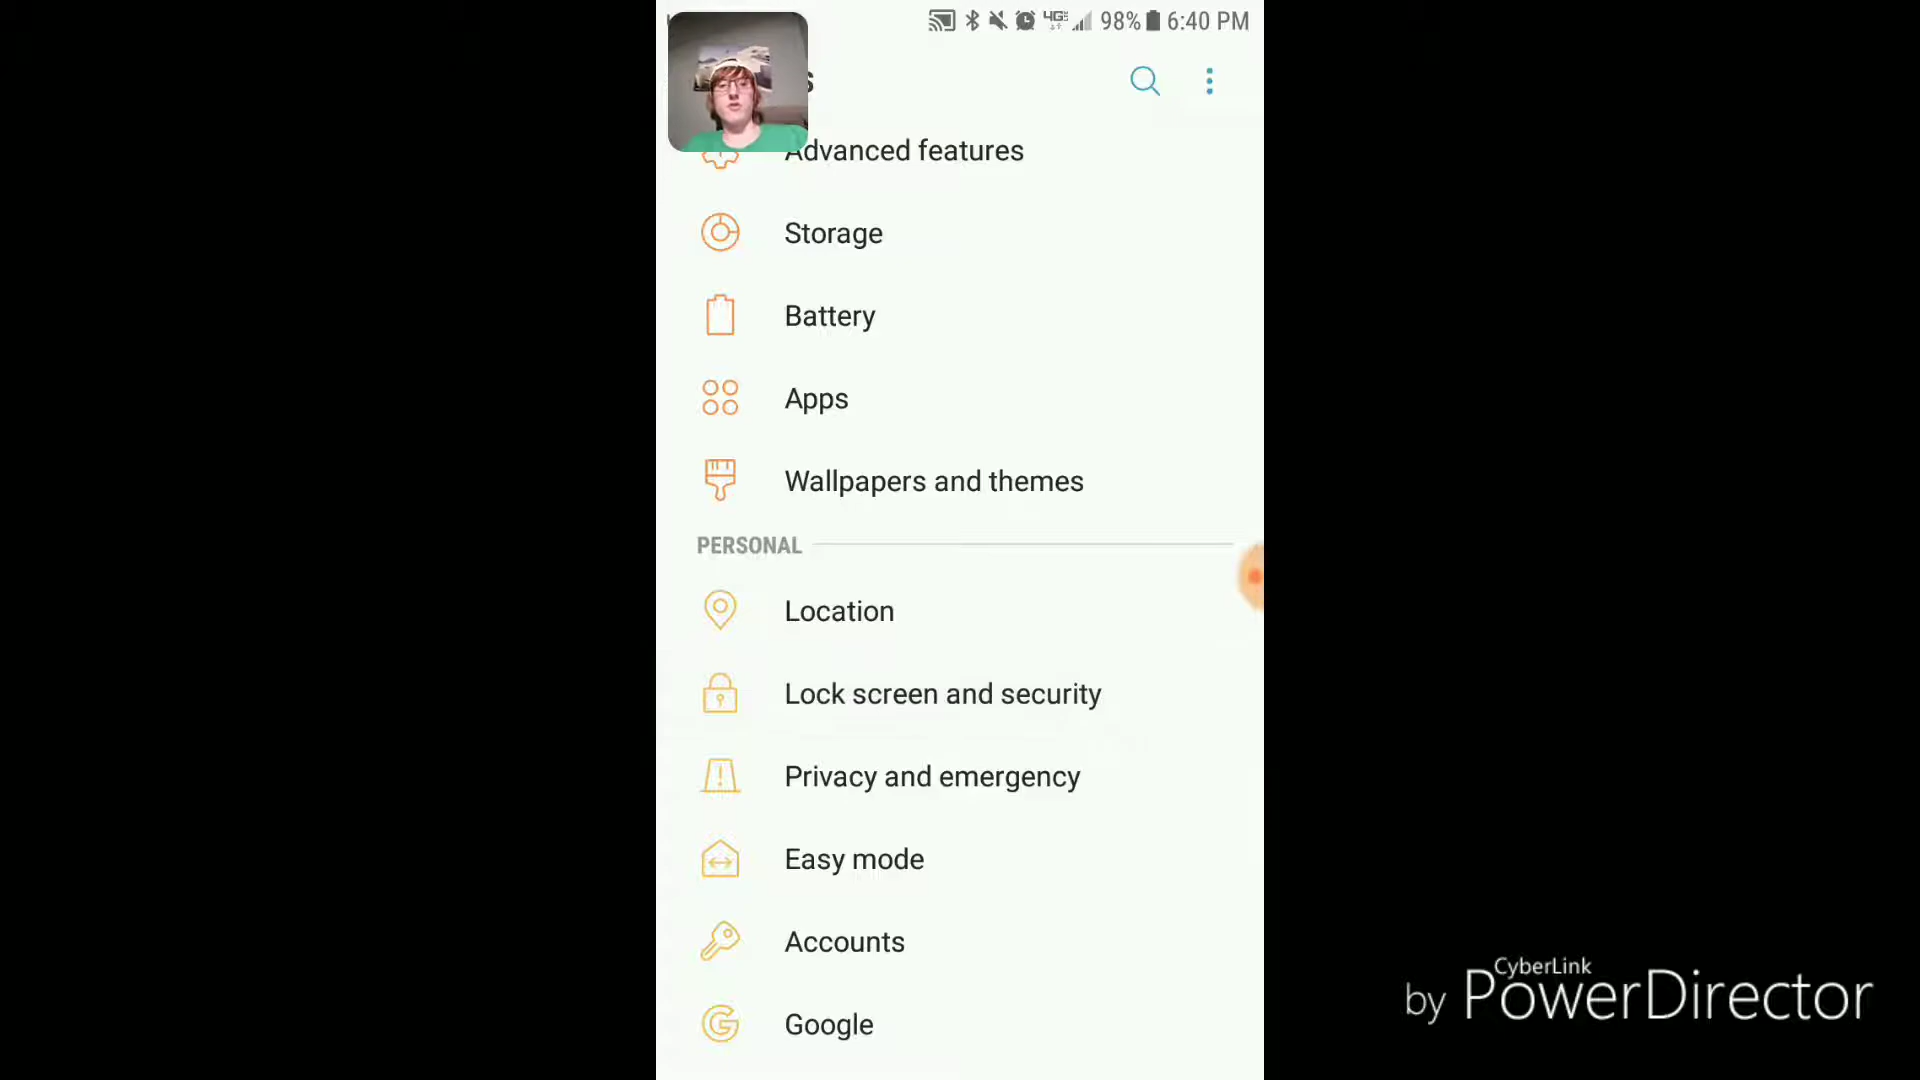 98% 6:40 PM
s
Advanced features
Storage
Battery
Apps
Wallpapers and themes
PERSONAL
Location
Lock screen and security
Privacy and emergency
Easy mode
Accounts
Google
CyberLink
by PowerDirector